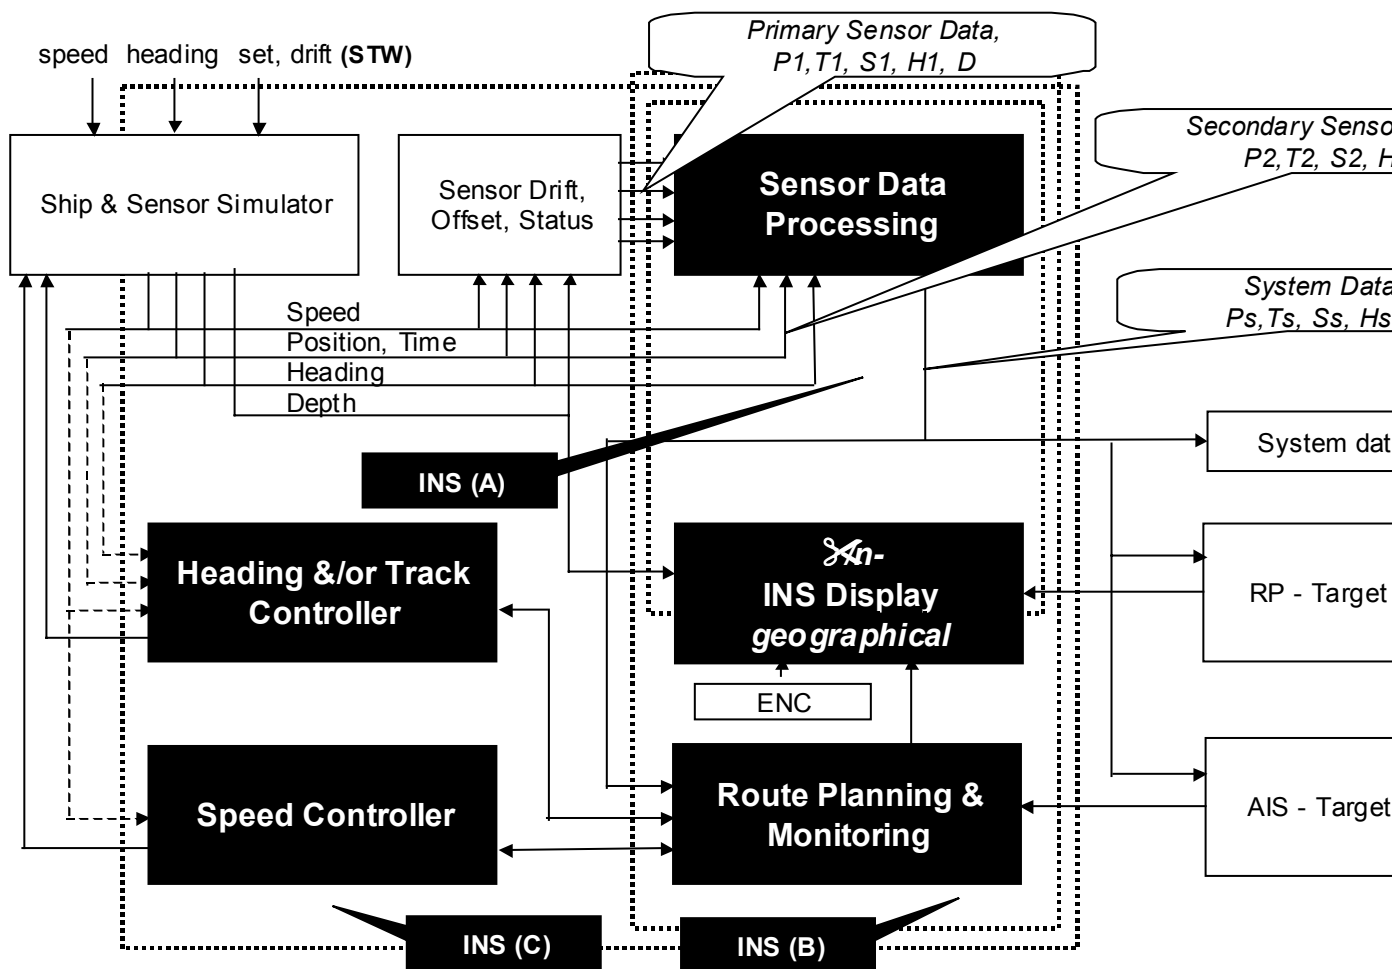 speed heading set, drift (STW)
Primary Sensor Data,
P1,T1, S1, H1, D
Secondary Senso
P2,T2, S2, H
Ship & Sensor Simulator
Sensor Drift,
Offset, Status
Sensor Data
Processing
System Data
Ps,Ts, Ss, Hs
Speed
Position, Time
Heading
Depth
INS (A)
System dat
Heading &/or Track
Controller
INS Display
geographical
RP - Target
ENC
Speed Controller
Route Planning &
Monitoring
AIS - Target
INS (C)
INS (B)